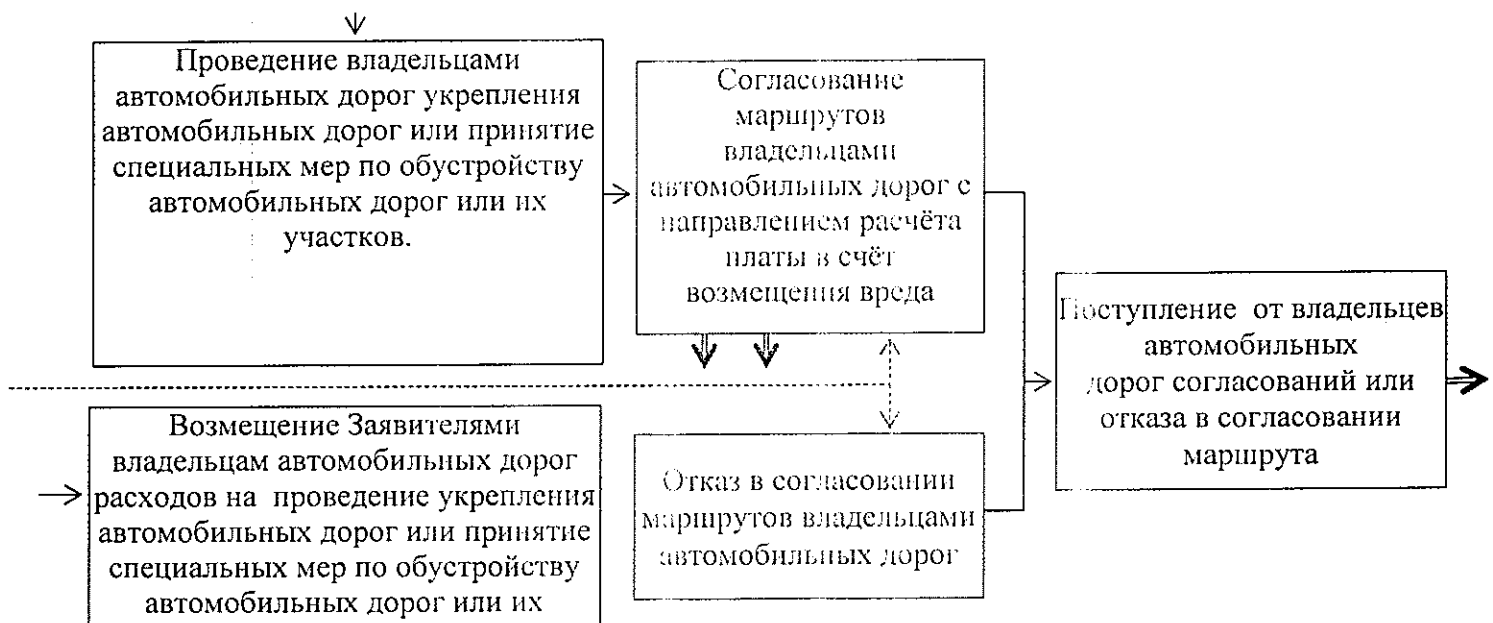 Проведение владельцами
автомобильных дорог укрепления
автомобильных дорог или принятие
специальных мер по обустройству
автомобильных дорог или их
участков.
Согласование
маршрутов
владельцами
автомобильных дорог с
направлением расчёта
платы в счёт
возмещения вреда
Поступление от владельцев
автомобильных
дорог согласований или
отказа в согласовании
маршрута
Возмещение Заявителями
владельцам автомобильных дорог
расходов на проведение укрепления
автомобильных дорог или принятие
специальных мер по обустройству
автомобильных дорог или их
Отказ в согласовании
маршрутов владельцами
автомобильных дорог